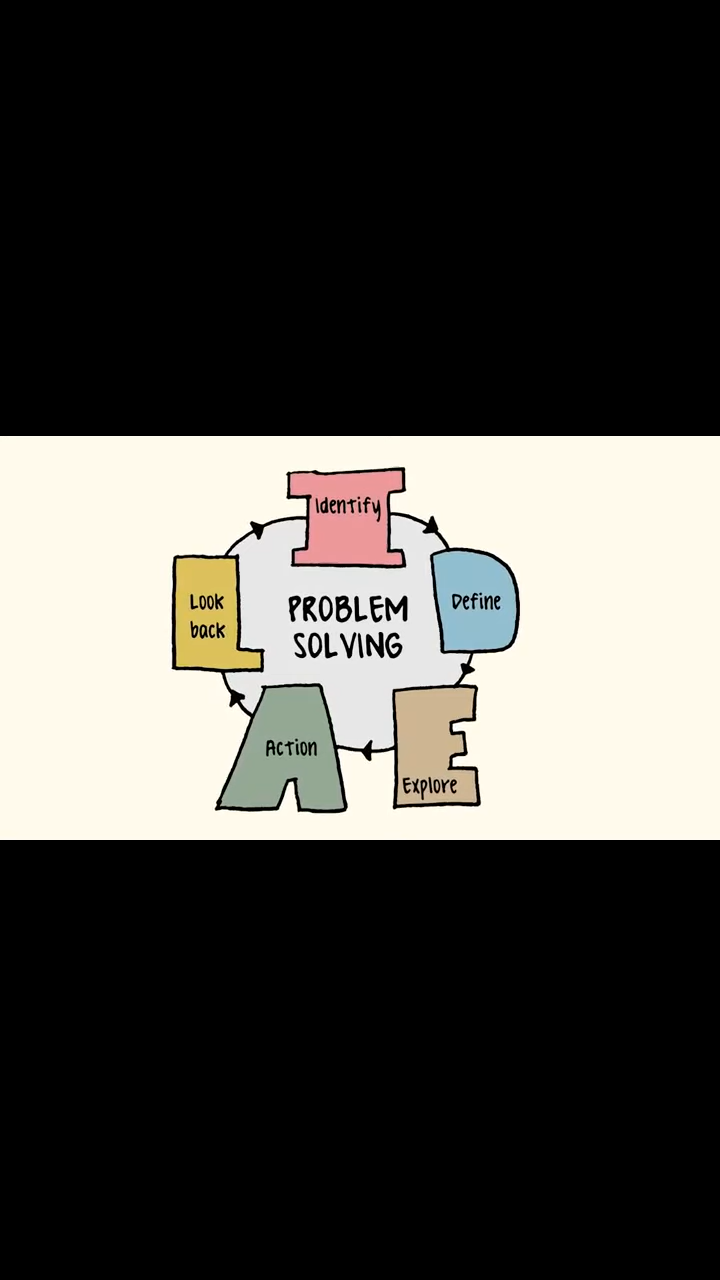 Identify
Define
Look
back
PROBLEM
SOLVING
Action
Explore